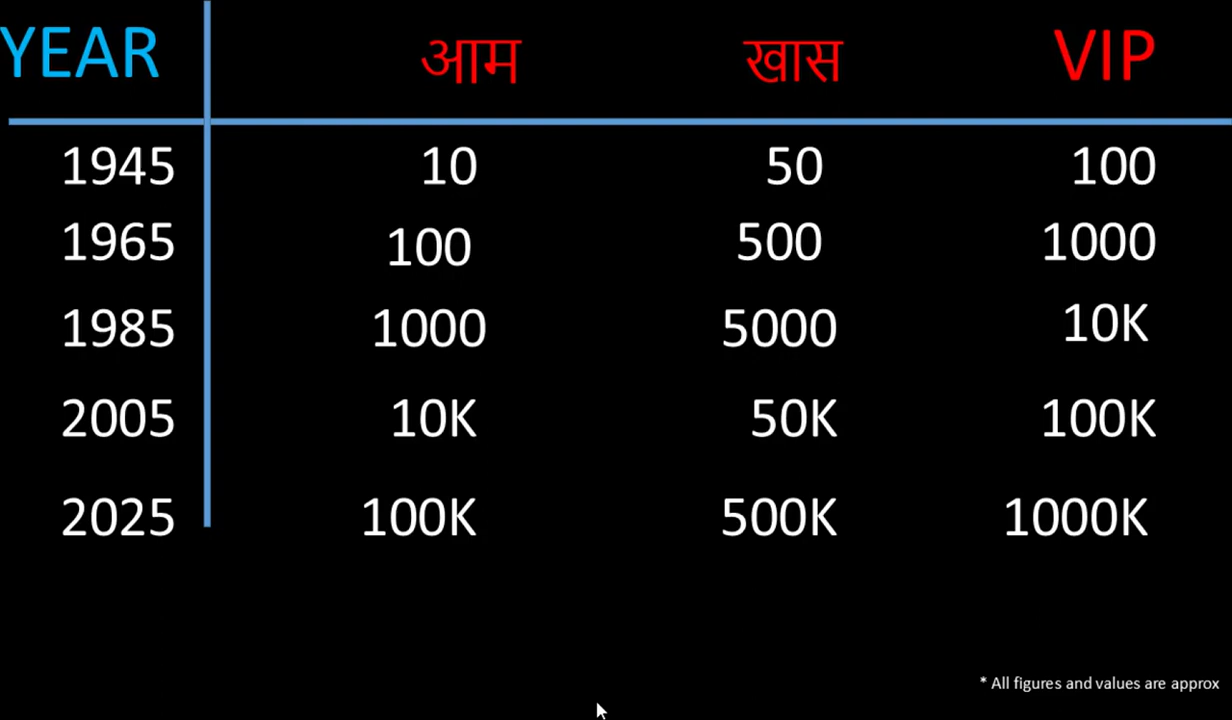 YEAR आम खास VIP
1945 10 50 100
1965 100 500 1000
1985 1000 5000 10K
2005 10K 50K 100K
2025 100K 500K 1000K
* All figures and values are approx